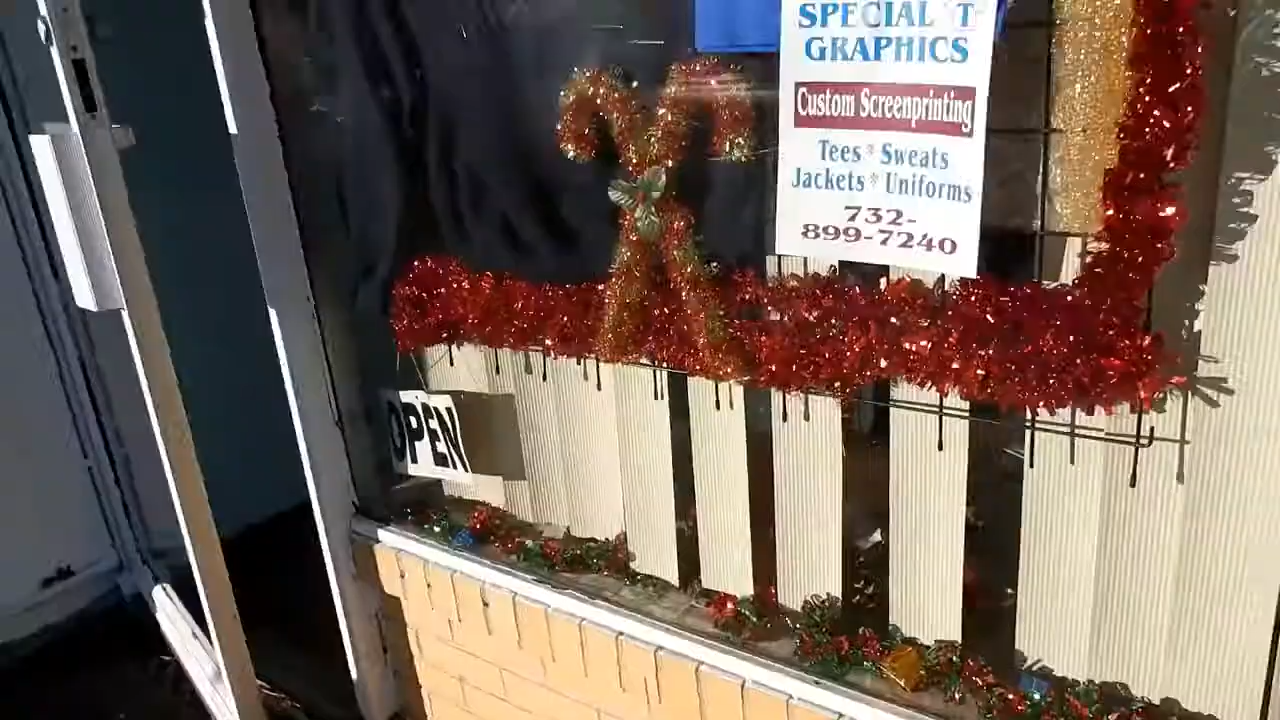 SPECIAL T
GRAPHICS
Custom Screenprinting
Tees * Sweats
Jackets * Uniforms
732-
899-7240
OPEN